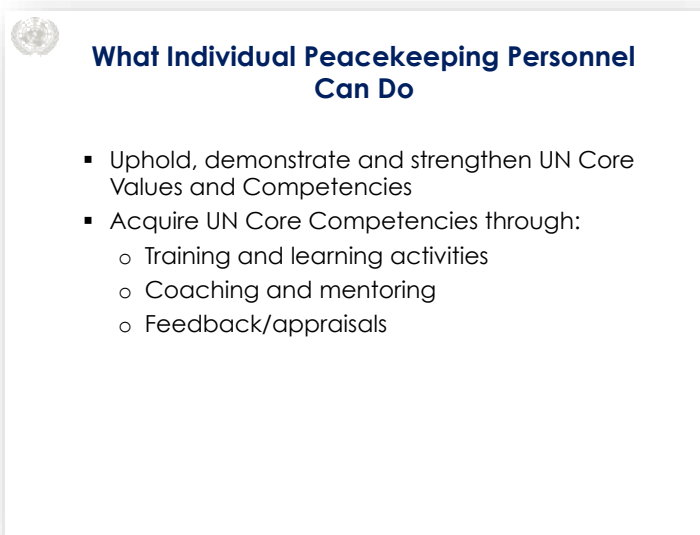 What Individual Peacekeeping Personnel
Can Do
▪ Uphold, demonstrate and strengthen UN Core
Values and Competencies
▪ Acquire UN Core Competencies through:
o Training and learning activities
o Coaching and mentoring
o Feedback/appraisals